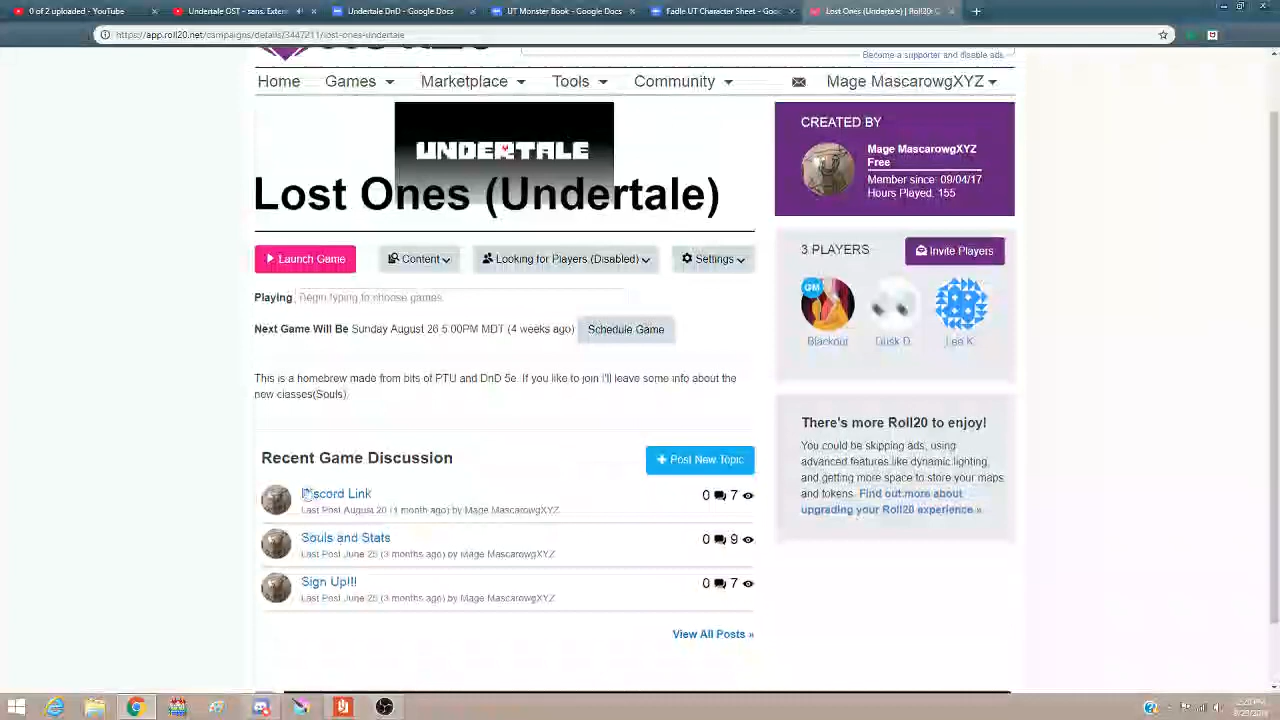 0 of 2 uploaded - YouTube
Undertale OST - sans. Exten
Undertale DnD - Google Docs
UT Monster Book - Google Docs
Fadle UT Character Sheet - Goo
Lost Ones (Undertale) | Roll20: C
https://app.roll20.net/campaigns/details/3447211/lost-ones-undertale
Become a supporter and disable ads.
Home Games Marketplace Tools Community Mage MascarowgXYZ
UNDERTALE
Lost Ones (Undertale)
CREATED BY
Mage MascarowgXYZ
Free
Member since: 09/04/17
Hours Played: 155
Launch Game Content Looking for Players (Disabled) Settings
3 PLAYERS Invite Players
Playing Begin typing to choose games.
GM
Next Game Will Be Sunday August 26 5:00PM MDT (4 weeks ago) Schedule Game
Blackout Dusk D. Lee K.
This is a homebrew made from bits of PTU and DnD 5e. If you like to join I'll leave some info about the
new classes(Souls).
There's more Roll20 to enjoy!
You could be skipping ads, using
advanced features like dynamic lighting,
and getting more space to store your maps
and tokens. Find out more about
upgrading your Roll20 experience »
Recent Game Discussion + Post New Topic
Discord Link 0 7
Last Post August 20 (1 month ago) by Mage MascarowgXYZ
Souls and Stats 0 9
Last Post June 25 (3 months ago) by Mage MascarowgXYZ
Sign Up!!! 0 7
Last Post June 25 (3 months ago) by Mage MascarowgXYZ
View All Posts »
2:20 PM